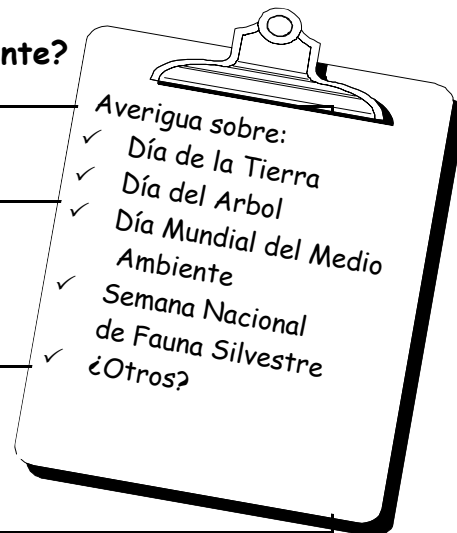 nte?
Averigua sobre:
✓ Día de la Tierra
✓ Día del Arbol
✓ Día Mundial del Medio
Ambiente
✓ Semana Nacional
de Fauna Silvestre
✓ ¿Otros?